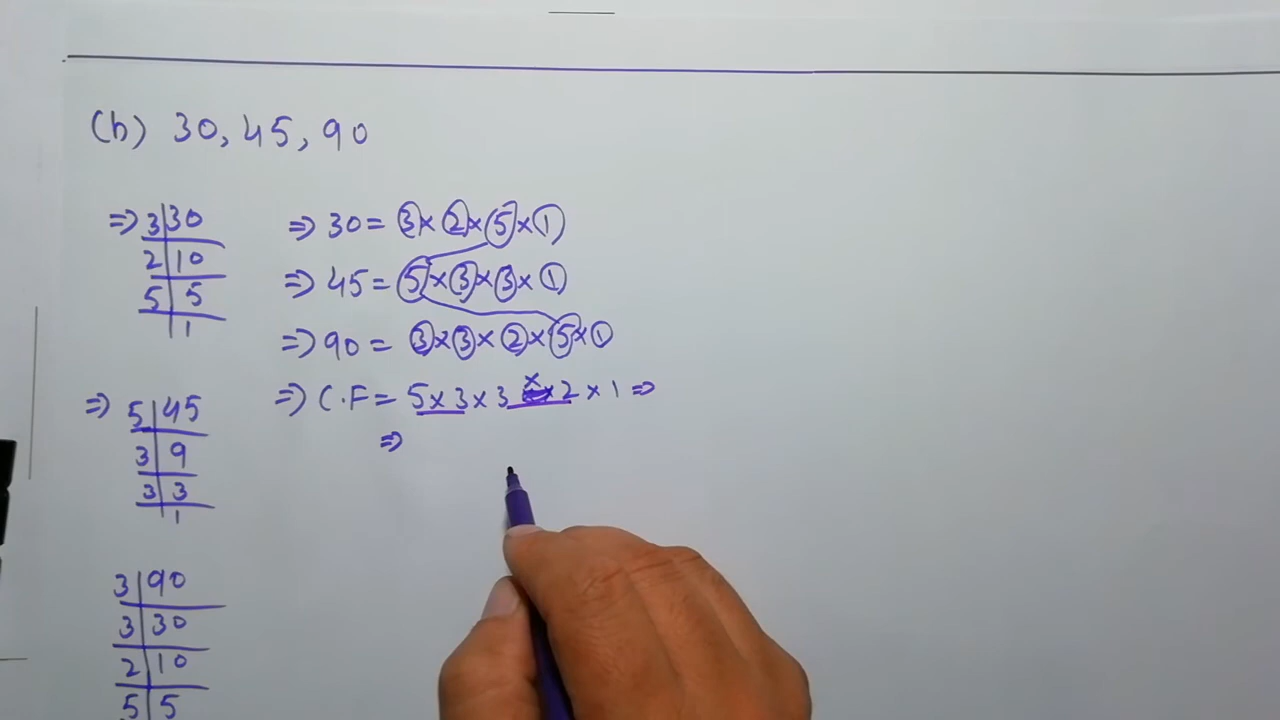 (b) 30, 45, 90
⇒ 3 | 30
2 | 10
5 | 5
1
⇒ 5 | 45
3 | 9
3 | 3
1
3 | 90
3 | 30
2 | 10
5 | 5
⇒ 30 = 3 × 2 × 5 × 1
⇒ 45 = 5 × 3 × 3 × 1
⇒ 90 = 3 × 3 × 2 × 5 × 1
⇒ C.F = 5 × 3 × 3 × 2 × 1 ⇒
⇒